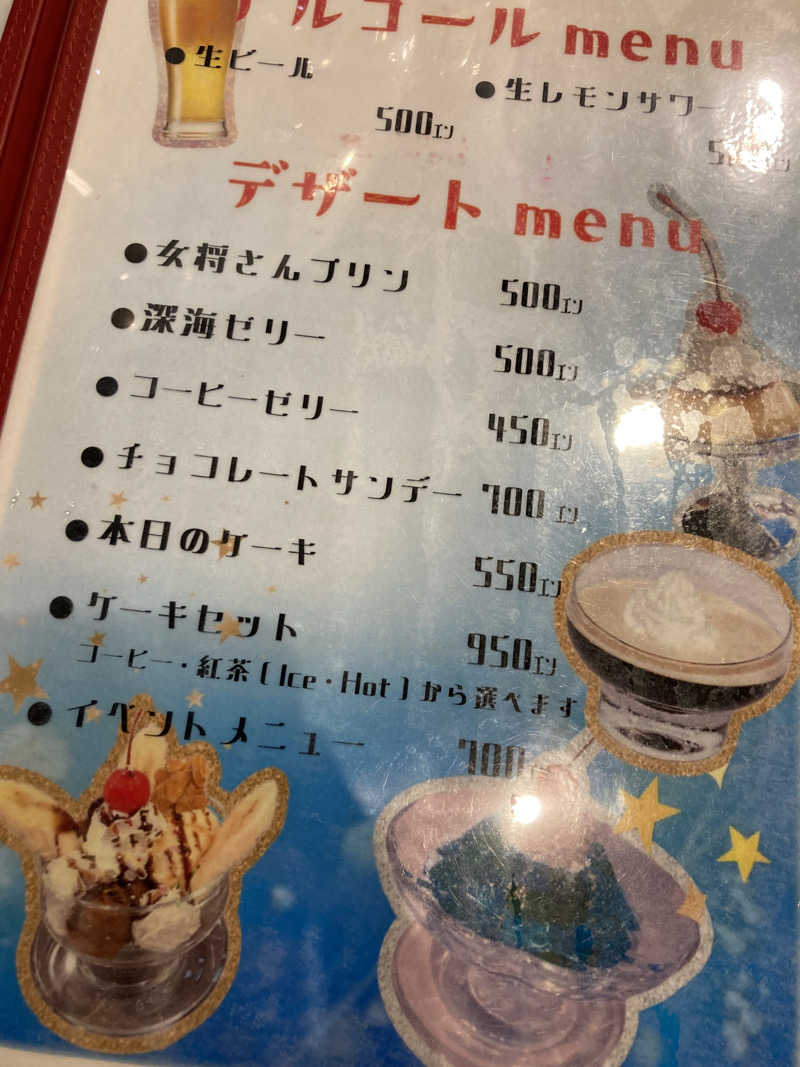 アルコール menu
●生ビール
500エン
●生レモンサワー
デザート menu
●女将さんプリン 500エン
●深海ゼリー 500エン
●コーヒーゼリー 450エン
●チョコレートサンデー 700エン
●本日のケーキ 550エン
●ケーキセット 950エン
コーヒー・紅茶(Ice・Hot)から選べます
●イベントメニュー 700